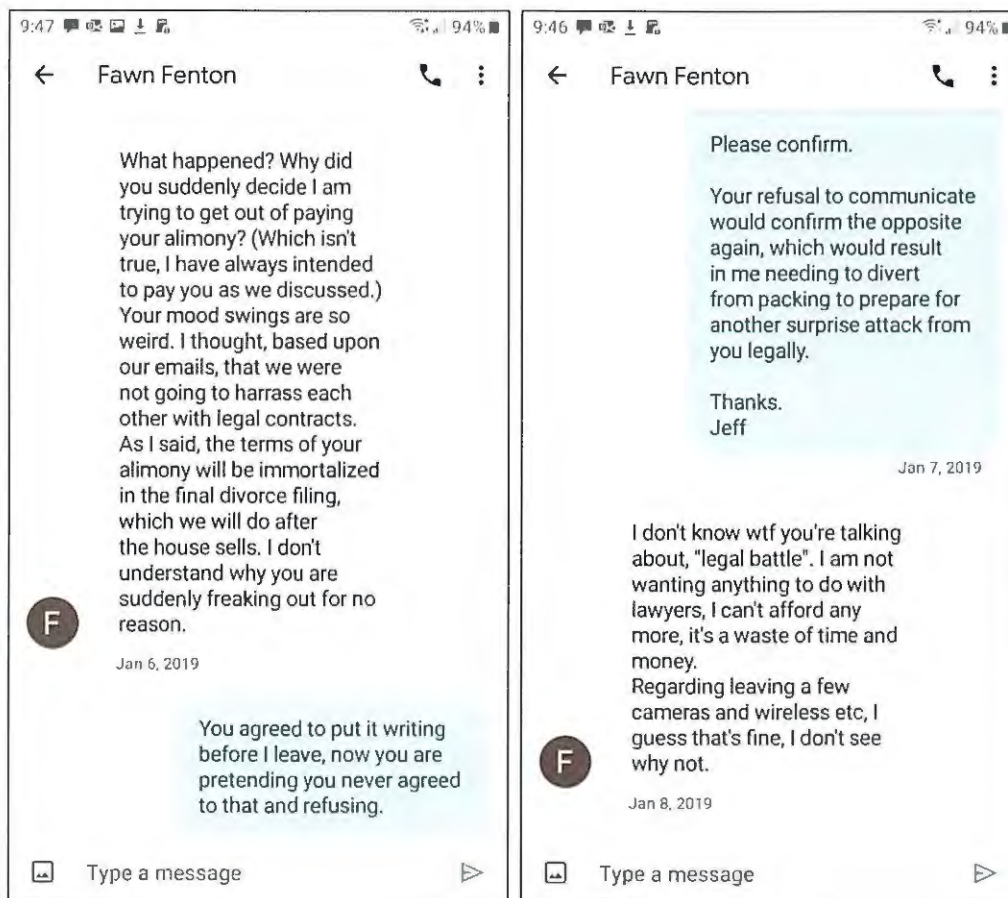 9:47
94%
Fawn Fenton
What happened? Why did
you suddenly decide I am
trying to get out of paying
your alimony? (Which isn't
true, I have always intended
to pay you as we discussed.)
Your mood swings are so
weird. I thought, based upon
our emails, that we were
not going to harrass each
other with legal contracts.
As I said, the terms of your
alimony will be immortalized
in the final divorce filing,
which we will do after
the house sells. I don't
understand why you are
suddenly freaking out for no
reason.
F
Jan 6, 2019
You agreed to put it writing
before I leave, now you are
pretending you never agreed
to that and refusing.
Type a message
9:46
94%
Fawn Fenton
Please confirm.
Your refusal to communicate
would confirm the opposite
again, which would result
in me needing to divert
from packing to prepare for
another surprise attack from
you legally.
Thanks.
Jeff
Jan 7, 2019
I don't know wtf you're talking
about, "legal battle". I am not
wanting anything to do with
lawyers, I can't afford any
more, it's a waste of time and
money.
Regarding leaving a few
cameras and wireless etc, I
guess that's fine, I don't see
why not.
F
Jan 8, 2019
Type a message